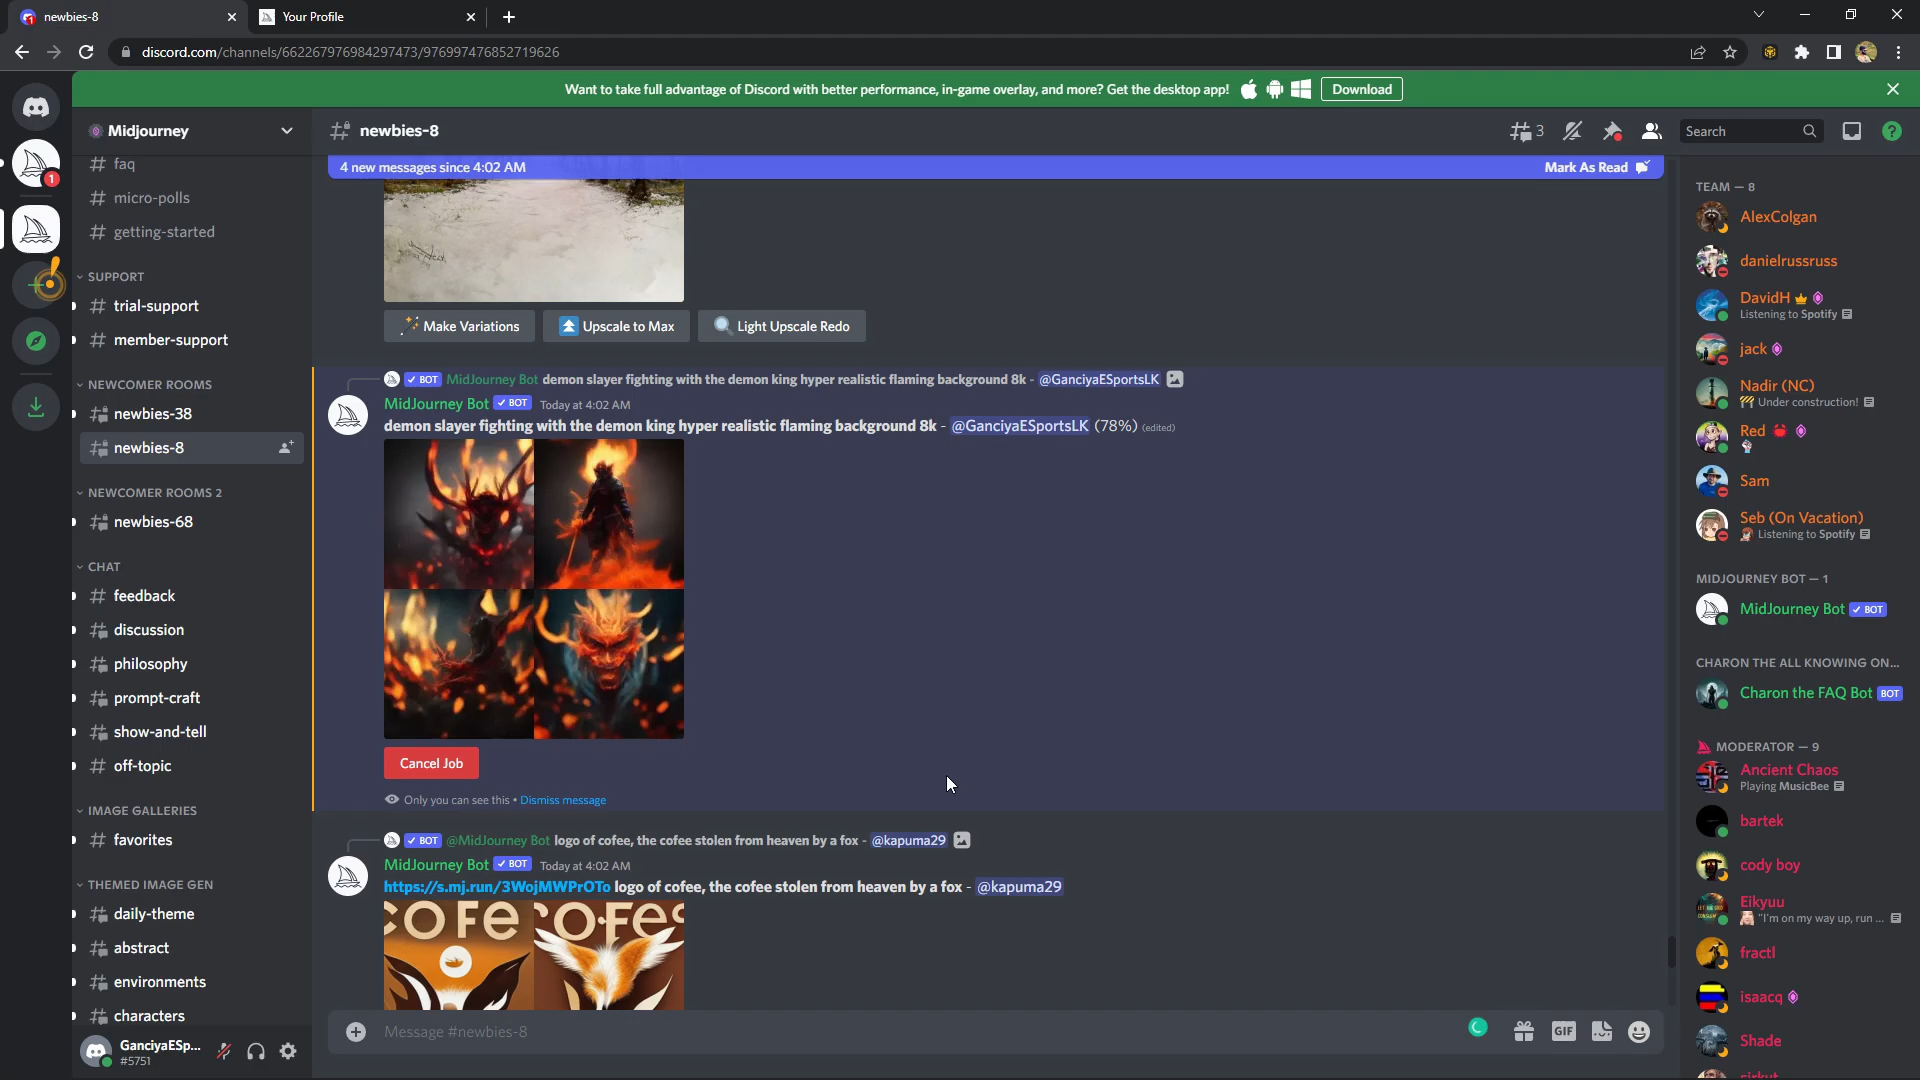 newbies-8
Your Profile
discord.com/channels/662267976984297473/976997476852719626
Want to take full advantage of Discord with better performance, in-game overlay, and more? Get the desktop app!
Download
1
Midjourney
faq
micro-polls
getting-started
SUPPORT
trial-support
member-support
NEWCOMER ROOMS
newbies-38
newbies-8
NEWCOMER ROOMS 2
newbies-68
CHAT
feedback
discussion
philosophy
prompt-craft
show-and-tell
off-topic
IMAGE GALLERIES
favorites
THEMED IMAGE GEN
daily-theme
abstract
environments
characters
GanciyaESp...
#5751
newbies-8
3
Search
4 new messages since 4:02 AM
Mark As Read
Make Variations
Upscale to Max
Light Upscale Redo
BOT MidJourney Bot demon slayer fighting with the demon king hyper realistic flaming background 8k - @GanciyaESportsLK
MidJourney Bot BOT Today at 4:02 AM
demon slayer fighting with the demon king hyper realistic flaming background 8k - @GanciyaESportsLK (78%) (edited)
Cancel Job
Only you can see this • Dismiss message
BOT @MidJourney Bot logo of cofee, the cofee stolen from heaven by a fox - @kapuma29
MidJourney Bot BOT Today at 4:02 AM
https://s.mj.run/3WojMWPrOTo logo of cofee, the cofee stolen from heaven by a fox - @kapuma29
Message #newbies-8
GIF
TEAM — 8
AlexColgan
danielrussruss
DavidH
Listening to Spotify
jack
Nadir (NC)
Under construction!
Red
Sam
Seb (On Vacation)
Listening to Spotify
MIDJOURNEY BOT — 1
MidJourney Bot BOT
CHARON THE ALL KNOWING ON...
Charon the FAQ Bot BOT
MODERATOR — 9
Ancient Chaos
Playing MusicBee
bartek
cody boy
Eikyuu
"I'm on my way up, run ...
fractl
isaacq
Shade